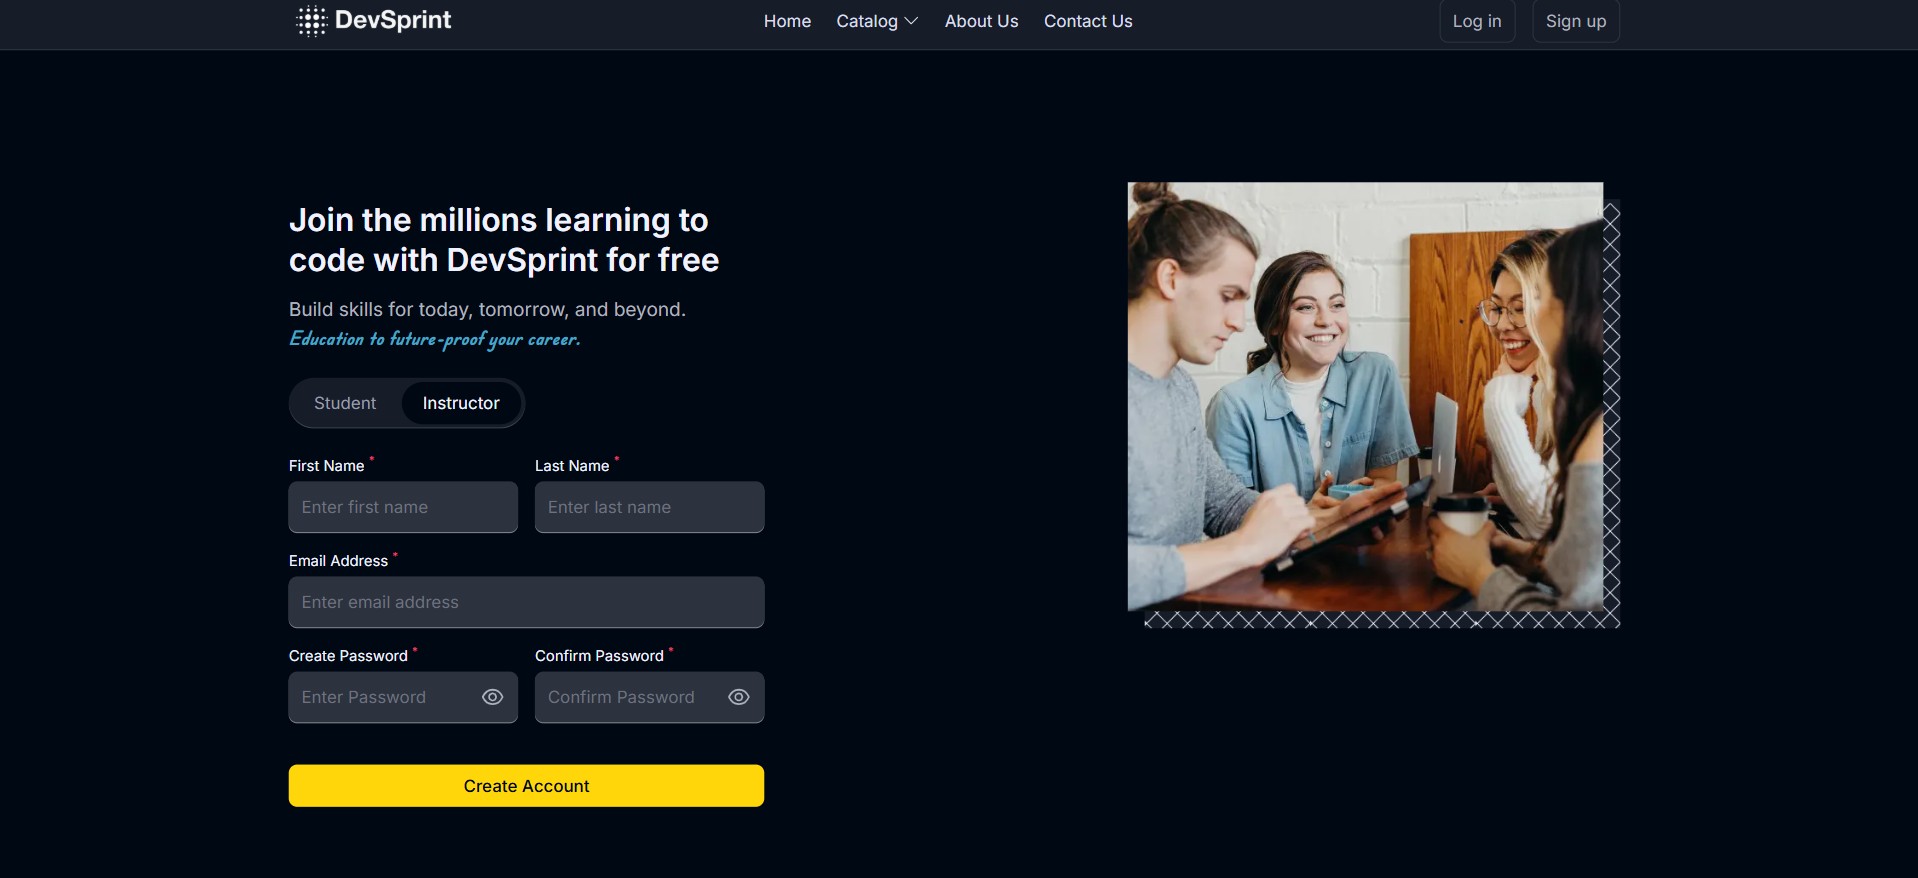 DevSprint
Home
Catalog
About Us
Contact Us
Log in
Sign up
Join the millions learning to
code with DevSprint for free
Build skills for today, tomorrow, and beyond.
Education to future-proof your career.
Student
Instructor
First Name *
Last Name *
Enter first name
Enter last name
Email Address *
Enter email address
Create Password *
Confirm Password *
Enter Password
Confirm Password
Create Account